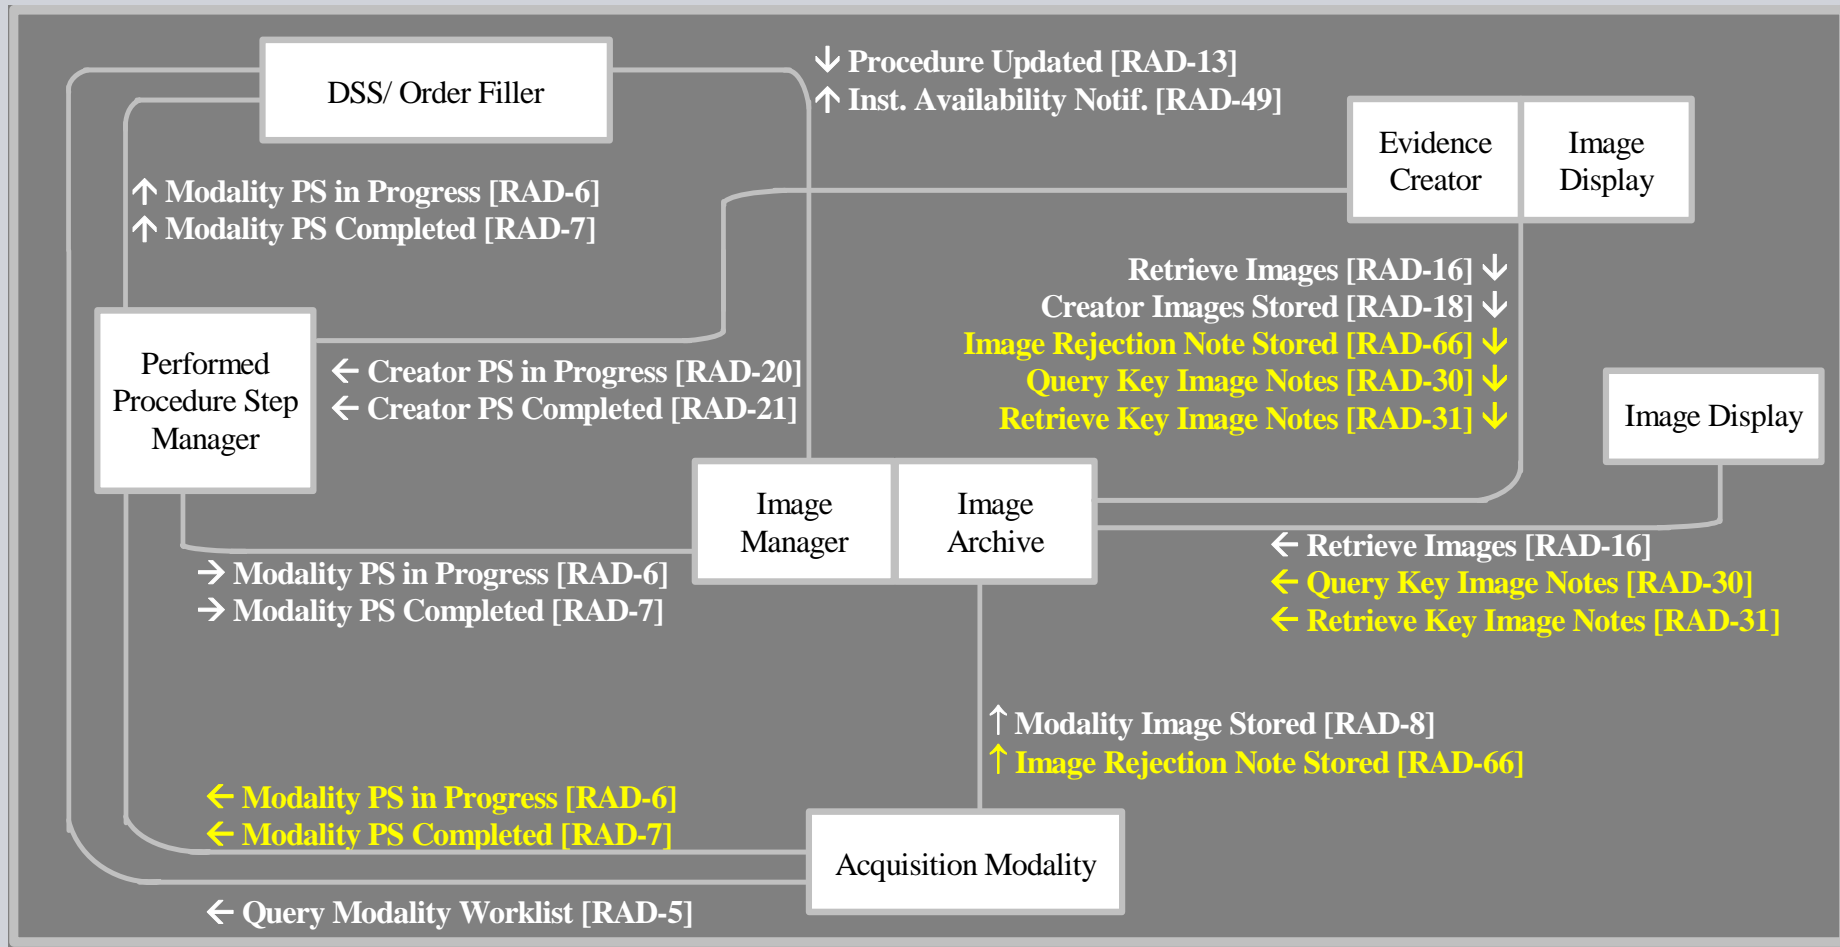 DSS/ Order Filler
↓ Procedure Updated [RAD-13]
↑ Inst. Availability Notif. [RAD-49]
Evidence
Creator
Image
Display
↑ Modality PS in Progress [RAD-6]
↑ Modality PS Completed [RAD-7]
Retrieve Images [RAD-16] ↓
Creator Images Stored [RAD-18] ↓
Image Rejection Note Stored [RAD-66] ↓
Query Key Image Notes [RAD-30] ↓
Retrieve Key Image Notes [RAD-31] ↓
Performed
Procedure Step
Manager
← Creator PS in Progress [RAD-20]
← Creator PS Completed [RAD-21]
Image Display
Image
Manager
Image
Archive
← Retrieve Images [RAD-16]
← Query Key Image Notes [RAD-30]
← Retrieve Key Image Notes [RAD-31]
→ Modality PS in Progress [RAD-6]
→ Modality PS Completed [RAD-7]
↑ Modality Image Stored [RAD-8]
↑ Image Rejection Note Stored [RAD-66]
← Modality PS in Progress [RAD-6]
← Modality PS Completed [RAD-7]
Acquisition Modality
← Query Modality Worklist [RAD-5]